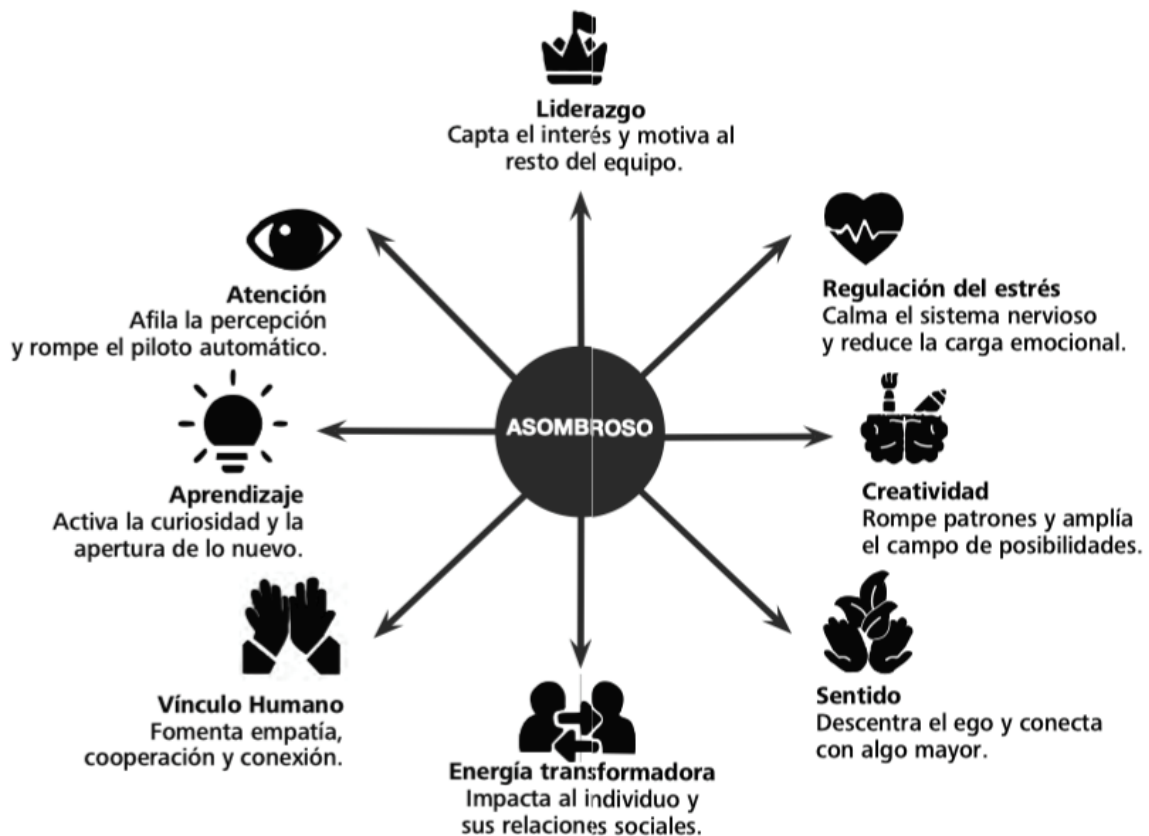 Liderazgo
Capta el interés y motiva al
resto del equipo.
Atención
Afila la percepción
y rompe el piloto automático.
Regulación del estrés
Calma el sistema nervioso
y reduce la carga emocional.
ASOMBROSO
Aprendizaje
Activa la curiosidad y la
apertura de lo nuevo.
Creatividad
Rompe patrones y amplía
el campo de posibilidades.
Vínculo Humano
Fomenta empatía,
cooperación y conexión.
Sentido
Descentra el ego y conecta
con algo mayor.
Energía transformadora
Impacta al individuo y
sus relaciones sociales.